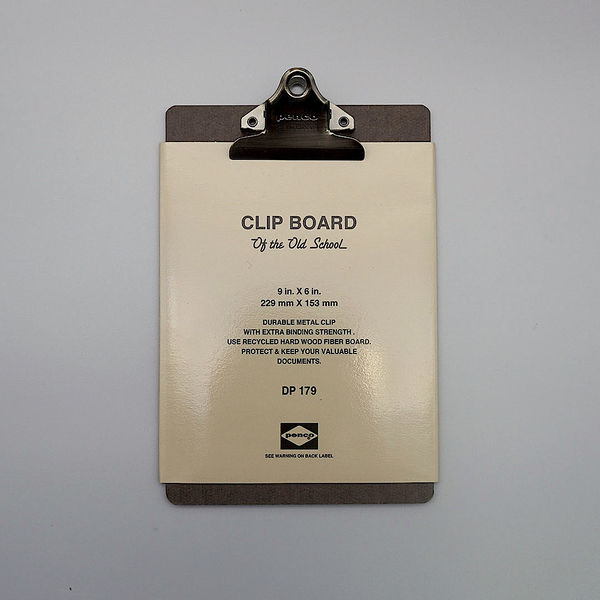 penco
CLIP BOARD
Of the Old School
9 in. X 6 in.
229 mm X 153 mm
DURABLE METAL CLIP
WITH EXTRA BINDING STRENGTH .
USE RECYCLED HARD WOOD FIBER BOARD.
PROTECT & KEEP YOUR VALUABLE
DOCUMENTS.
DP 179
penco
SEE WARNING ON BACK LABEL